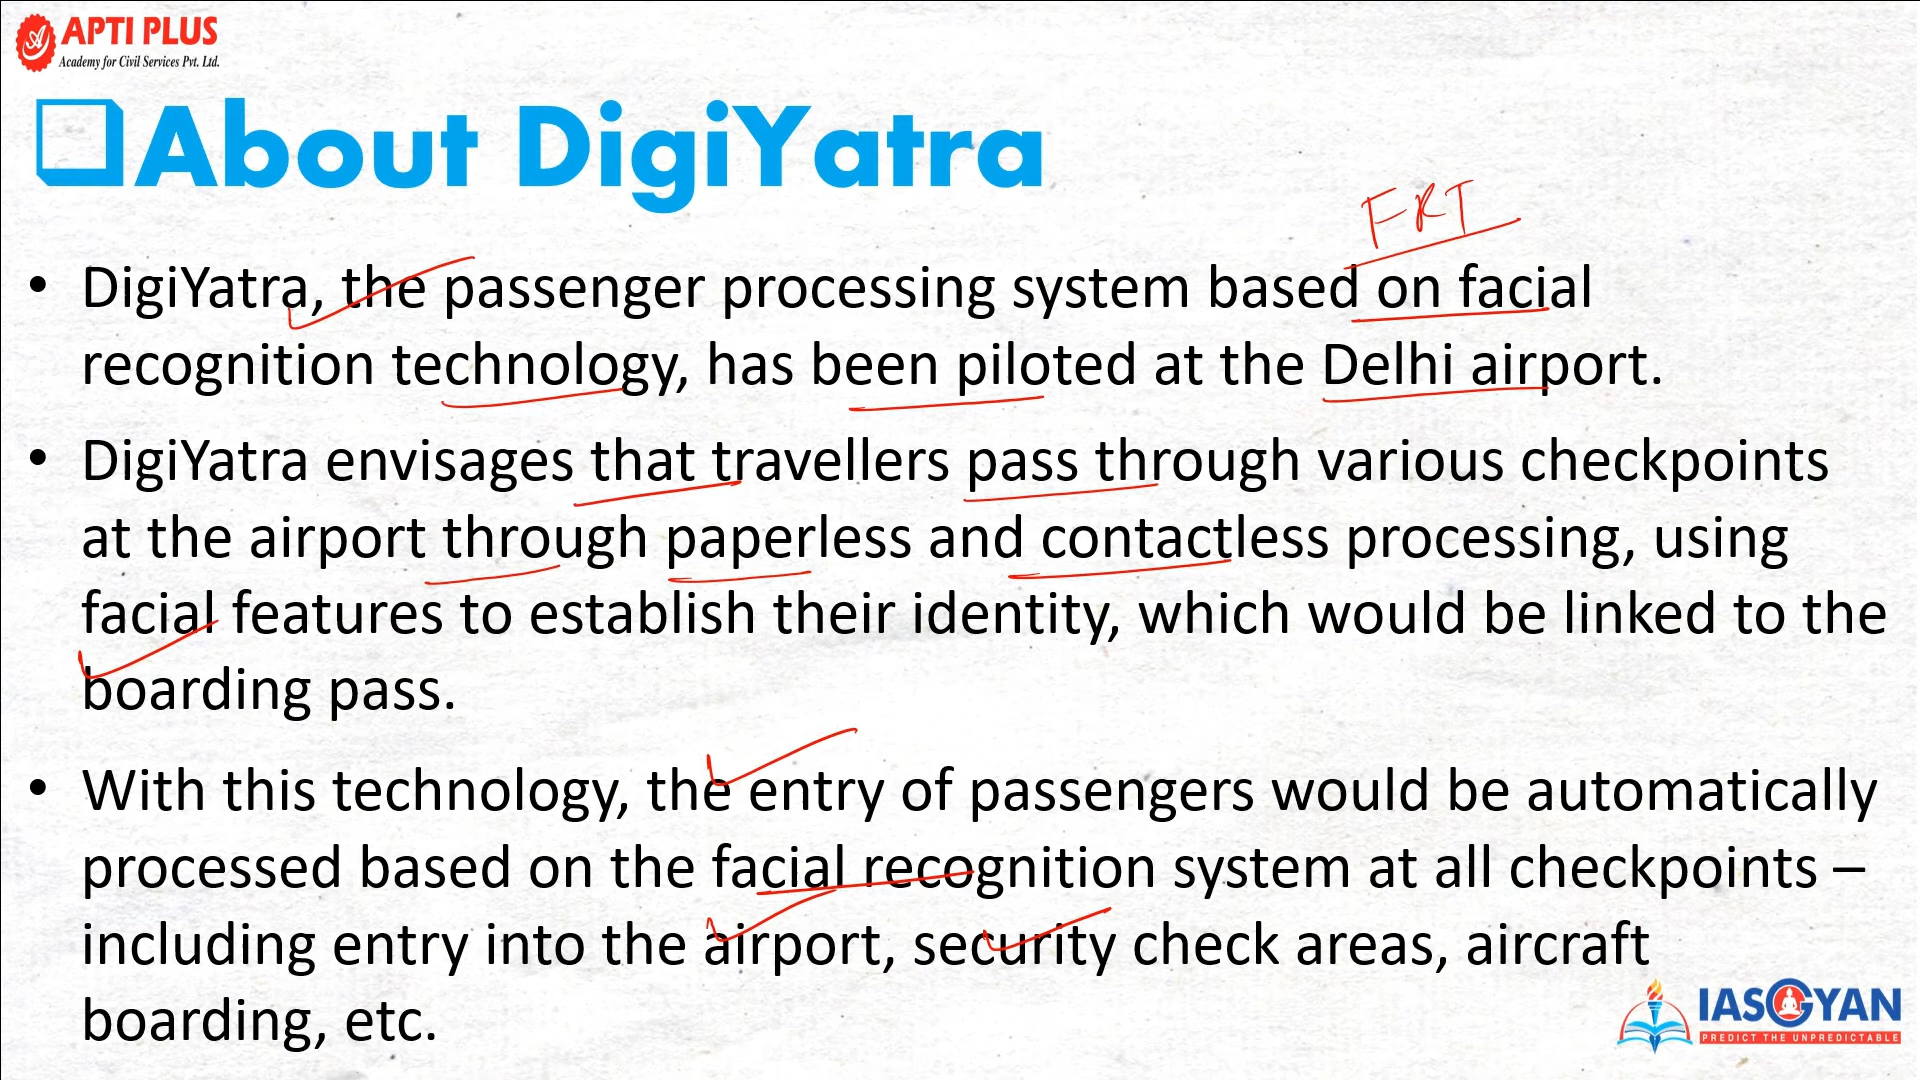 APTI PLUS
Academy for Civil Services Pvt. Ltd.
❑About DigiYatra
FRT
• DigiYatra, the passenger processing system based on facial
recognition technology, has been piloted at the Delhi airport.
• DigiYatra envisages that travellers pass through various checkpoints
at the airport through paperless and contactless processing, using
facial features to establish their identity, which would be linked to the
boarding pass.
• With this technology, the entry of passengers would be automatically
processed based on the facial recognition system at all checkpoints –
including entry into the airport, security check areas, aircraft
boarding, etc.
IASGYAN
PREDICT THE UNPREDICTABLE